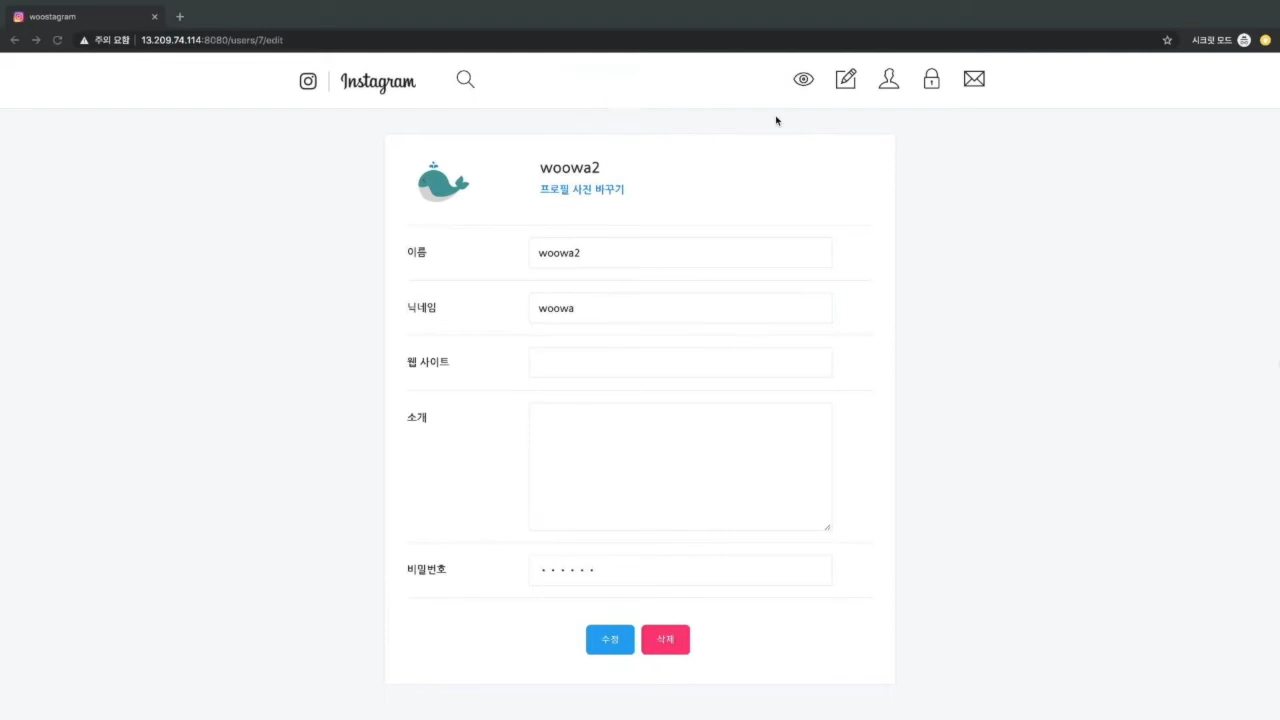 woostagram
주의 요함 13.209.74.114:8080/users/7/edit 시크릿 모드
Instagram
woowa2
프로필 사진 바꾸기
이름 woowa2
닉네임 woowa
웹 사이트
소개
비밀번호 ••••••
수정 삭제